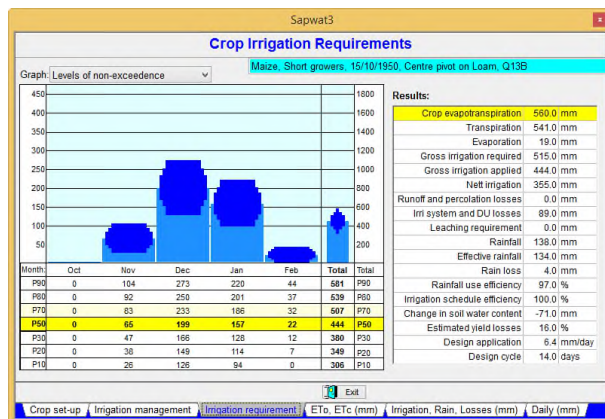 Sapwat3
x
Crop Irrigation Requirements
Graph: Levels of non-exceedence
Maize, Short growers, 15/10/1950, Centre pivot on Loam, Q13B
450 1800
400 1600
350 1400
300 1200
250 1000
200 800
150 600
100 400
50 200
Month: Oct Nov Dec Jan Feb Total Total
P90 0 104 273 220 44 581 P90
P80 0 92 250 201 37 539 P80
P70 0 83 233 186 32 507 P70
P50 0 65 199 157 22 444 P50
P30 0 47 166 128 12 380 P30
P20 0 38 149 114 7 349 P20
P10 0 26 126 94 0 306 P10
Results:
Crop evapotranspiration 560.0 mm
Transpiration 541.0 mm
Evaporation 19.0 mm
Gross irrigation required 515.0 mm
Gross irrigation applied 444.0 mm
Nett irrigation 355.0 mm
Runoff and percolation losses 0.0 mm
Irri system and DU losses 89.0 mm
Leaching requirement 0.0 mm
Rainfall 138.0 mm
Effective rainfall 134.0 mm
Rain loss 4.0 mm
Rainfall use efficiency 97.0 %
Irrigation schedule efficiency 100.0 %
Change in soil water content -71.0 mm
Estimated yield losses 16.0 %
Design application 6.4 mm/day
Design cycle 14.0 days
Exit
Crop set-up Irrigation management Irrigation requirement ETo, ETc (mm) Irrigation, Rain, Losses (mm) Daily (mm)